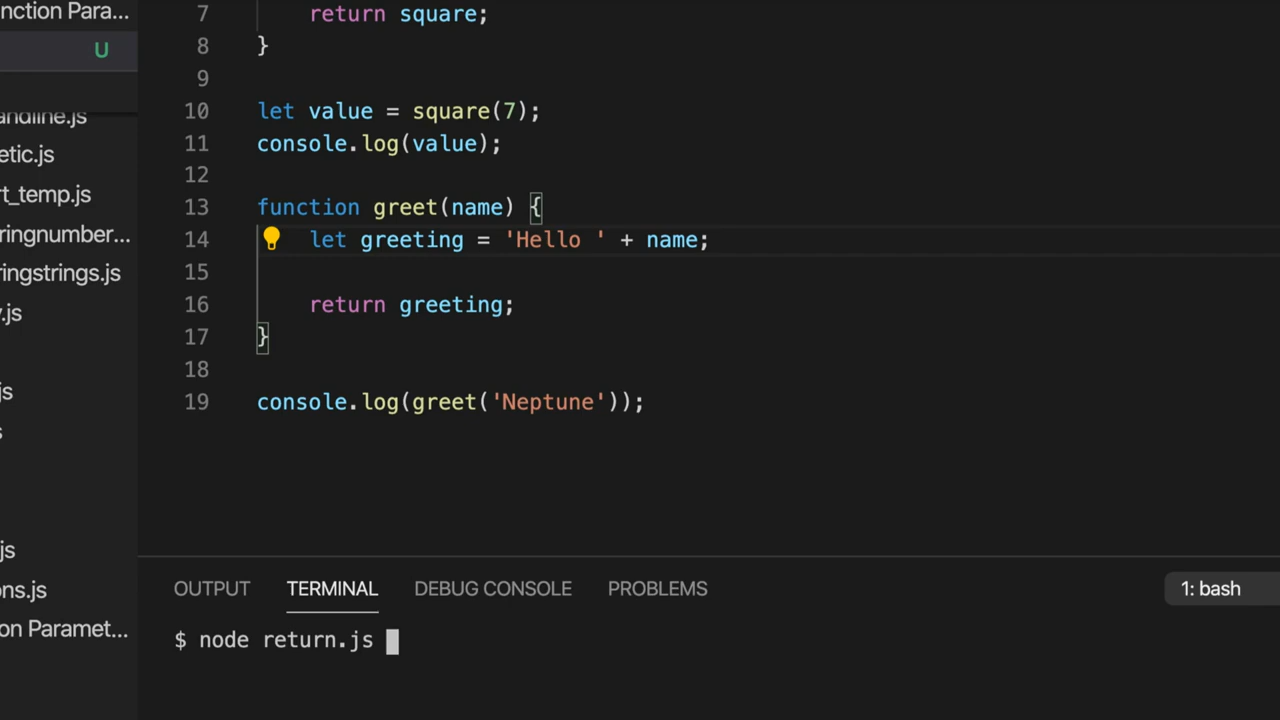 nction Para...
U
andline.js
etic.js
rt_temp.js
ringnumber...
ringstrings.js
.js
js
s
js
ons.js
on Paramet...
7 return square;
8 }
9
10 let value = square(7);
11 console.log(value);
12
13 function greet(name) {
14 let greeting = 'Hello ' + name;
15
16 return greeting;
17 }
18
19 console.log(greet('Neptune'));
OUTPUT TERMINAL DEBUG CONSOLE PROBLEMS 1: bash
$ node return.js